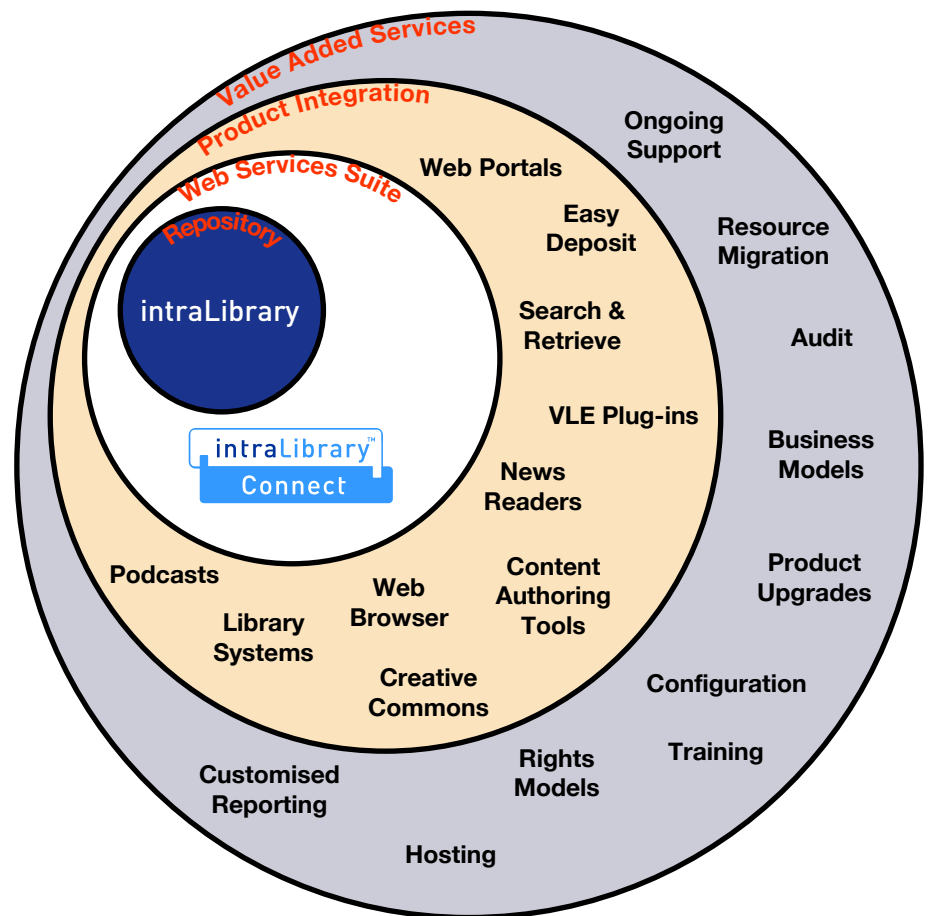 Value Added Services
Product Integration
Web Services Suite
Repository
intraLibrary
intraLibrary™
Connect
Web Portals
Easy
Deposit
Search &
Retrieve
VLE Plug-ins
News
Readers
Content
Authoring
Tools
Web
Browser
Creative
Commons
Library
Systems
Podcasts
Ongoing
Support
Resource
Migration
Audit
Business
Models
Product
Upgrades
Configuration
Training
Rights
Models
Hosting
Customised
Reporting